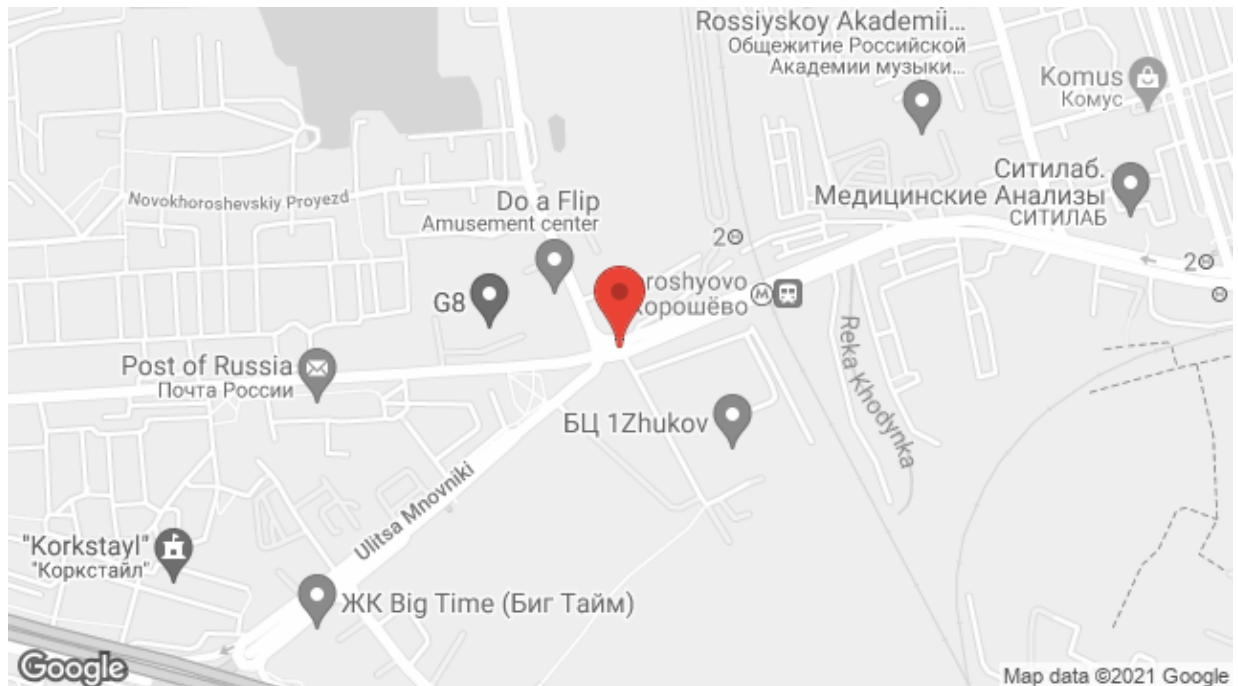 Rossiyskoy Akademii...
Общежитие Российской
Академии музыки...
Komus
Комус
Ситилаб.
Медицинские Анализы
СИТИЛАБ
Novokhoroshevskiy Proyezd
Do a Flip
Amusement center
2
2
G8
roshyovo
хорошёво
M
Reka Khodynka
Post of Russia
Почта России
БЦ 1Zhukov
Ulitsa Mnovniki
"Korkstayl"
"Коркстайл"
ЖК Big Time (Биг Тайм)
Google
Map data ©2021 Google